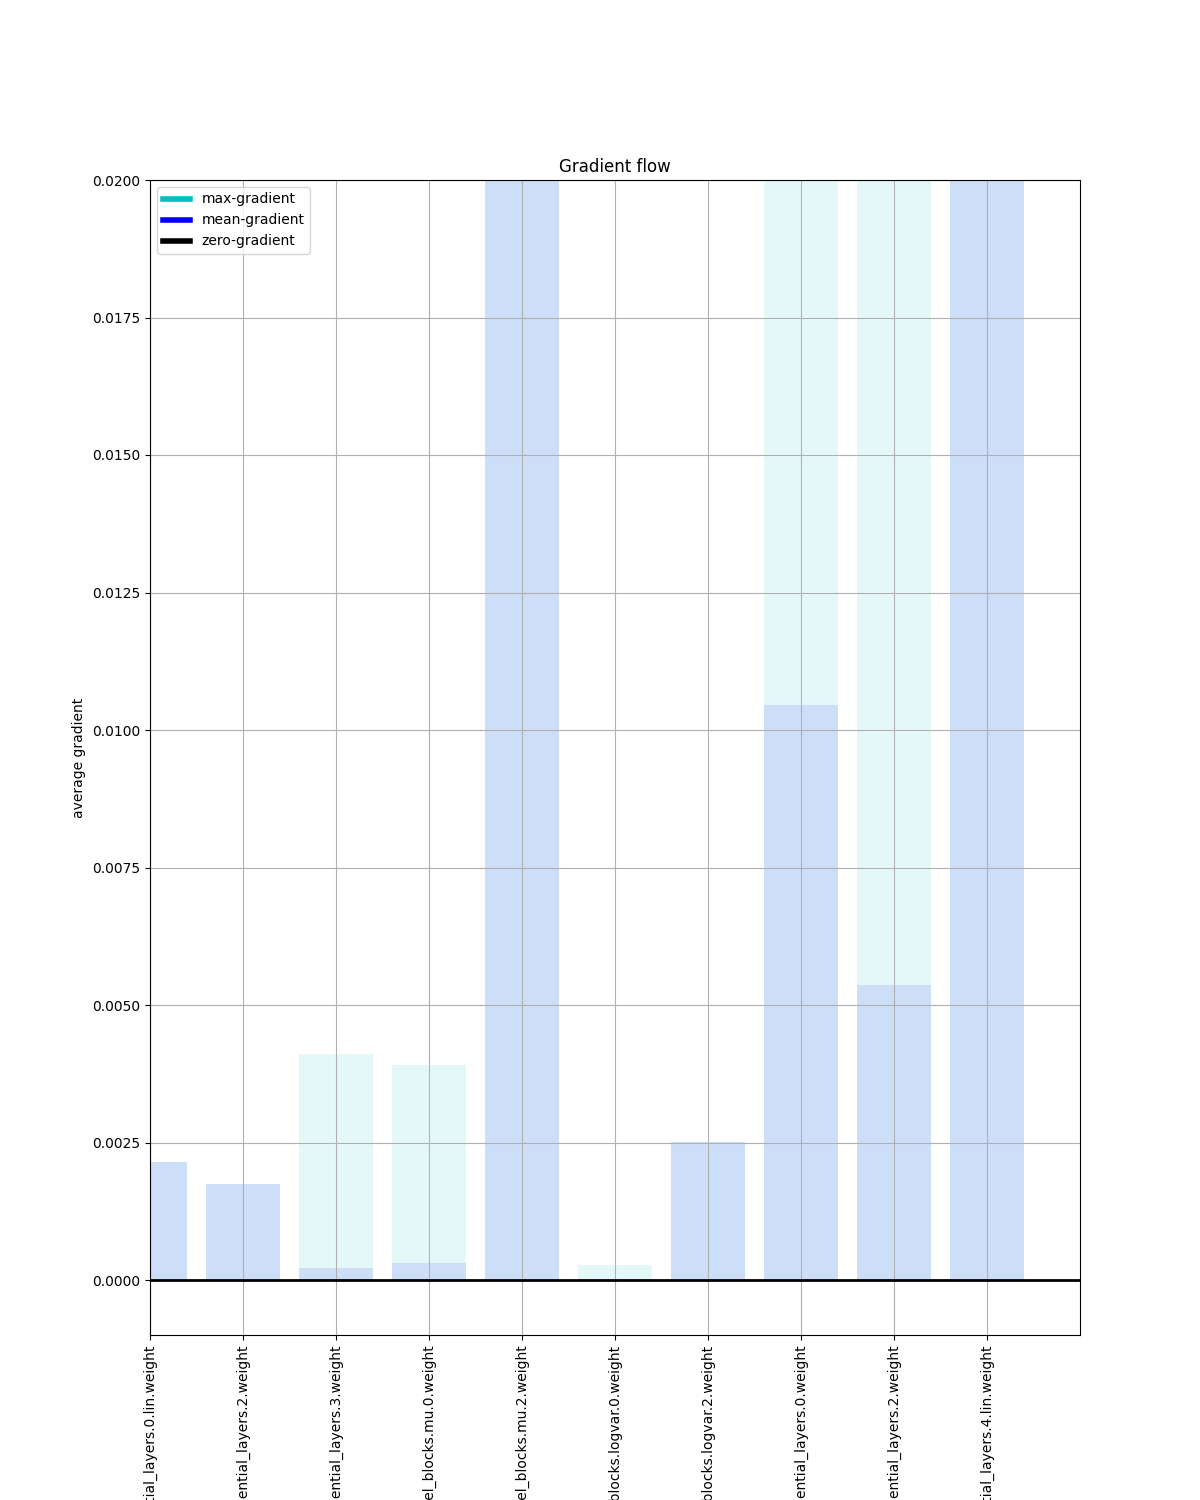 Gradient flow
max-gradient
mean-gradient
zero-gradient
0.0200
0.0175
0.0150
0.0125
0.0100
0.0075
0.0050
0.0025
0.0000
average gradient
tial_layers.0.lin.weight
ential_layers.2.weight
ential_layers.3.weight
el_blocks.mu.0.weight
el_blocks.mu.2.weight
blocks.logvar.0.weight
blocks.logvar.2.weight
ential_layers.0.weight
ential_layers.2.weight
tial_layers.4.lin.weight